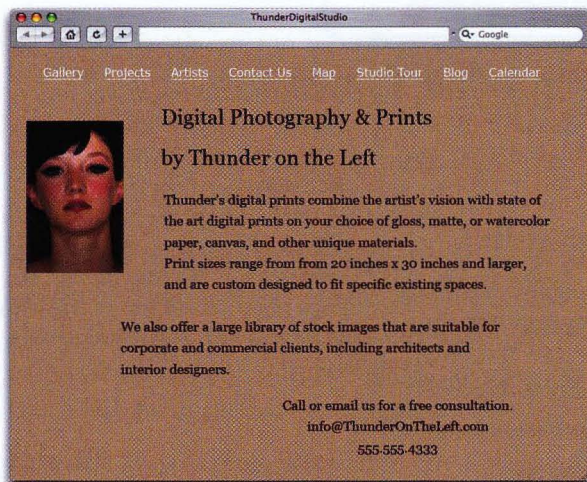 ThunderDigitalStudio
Google
Gallery Projects Artists Contact Us Map Studio Tour Blog Calendar
Digital Photography & Prints
by Thunder on the Left
Thunder's digital prints combine the artist's vision with state of
the art digital prints on your choice of gloss, matte, or watercolor
paper, canvas, and other unique materials.
Print sizes range from from 20 inches x 30 inches and larger,
and are custom designed to fit specific existing spaces.
We also offer a large library of stock images that are suitable for
corporate and commercial clients, including architects and
interior designers.
Call or email us for a free consultation.
info@ThunderOnTheLeft.com
555-555-4333